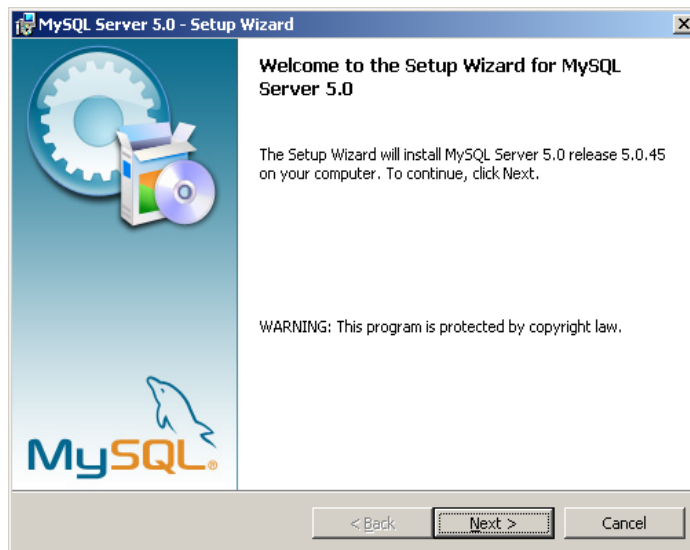 MySQL Server 5.0 - Setup Wizard
Welcome to the Setup Wizard for MySQL
Server 5.0
The Setup Wizard will install MySQL Server 5.0 release 5.0.45
on your computer. To continue, click Next.
WARNING: This program is protected by copyright law.
MySQL®
< Back
Next >
Cancel